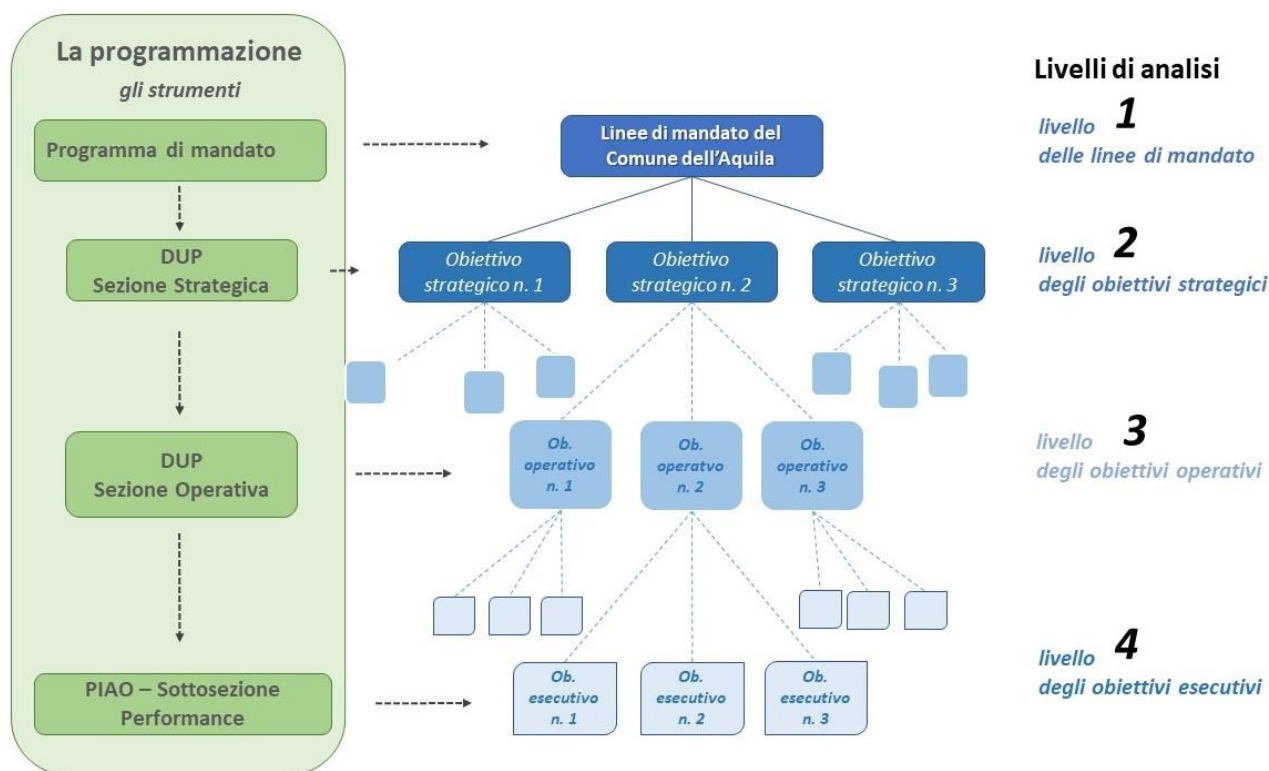 La programmazione
gli strumenti
Programma di mandato
DUP
Sezione Strategica
DUP
Sezione Operativa
PIAO – Sottosezione
Performance
Linee di mandato del
Comune dell'Aquila
Obiettivo
strategico n. 1
Obiettivo
strategico n. 2
Obiettivo
strategico n. 3
Ob.
operativo
n. 1
Ob.
operatvo
n. 2
Ob.
operativo
n. 3
Ob.
esecutivo
n. 1
Ob.
esecutivo
n. 2
Ob.
esecutivo
n. 3
Livelli di analisi
livello 1
delle linee di mandato
livello 2
degli obiettivi strategici
livello 3
degli obiettivi operativi
livello 4
degli obiettivi esecutivi